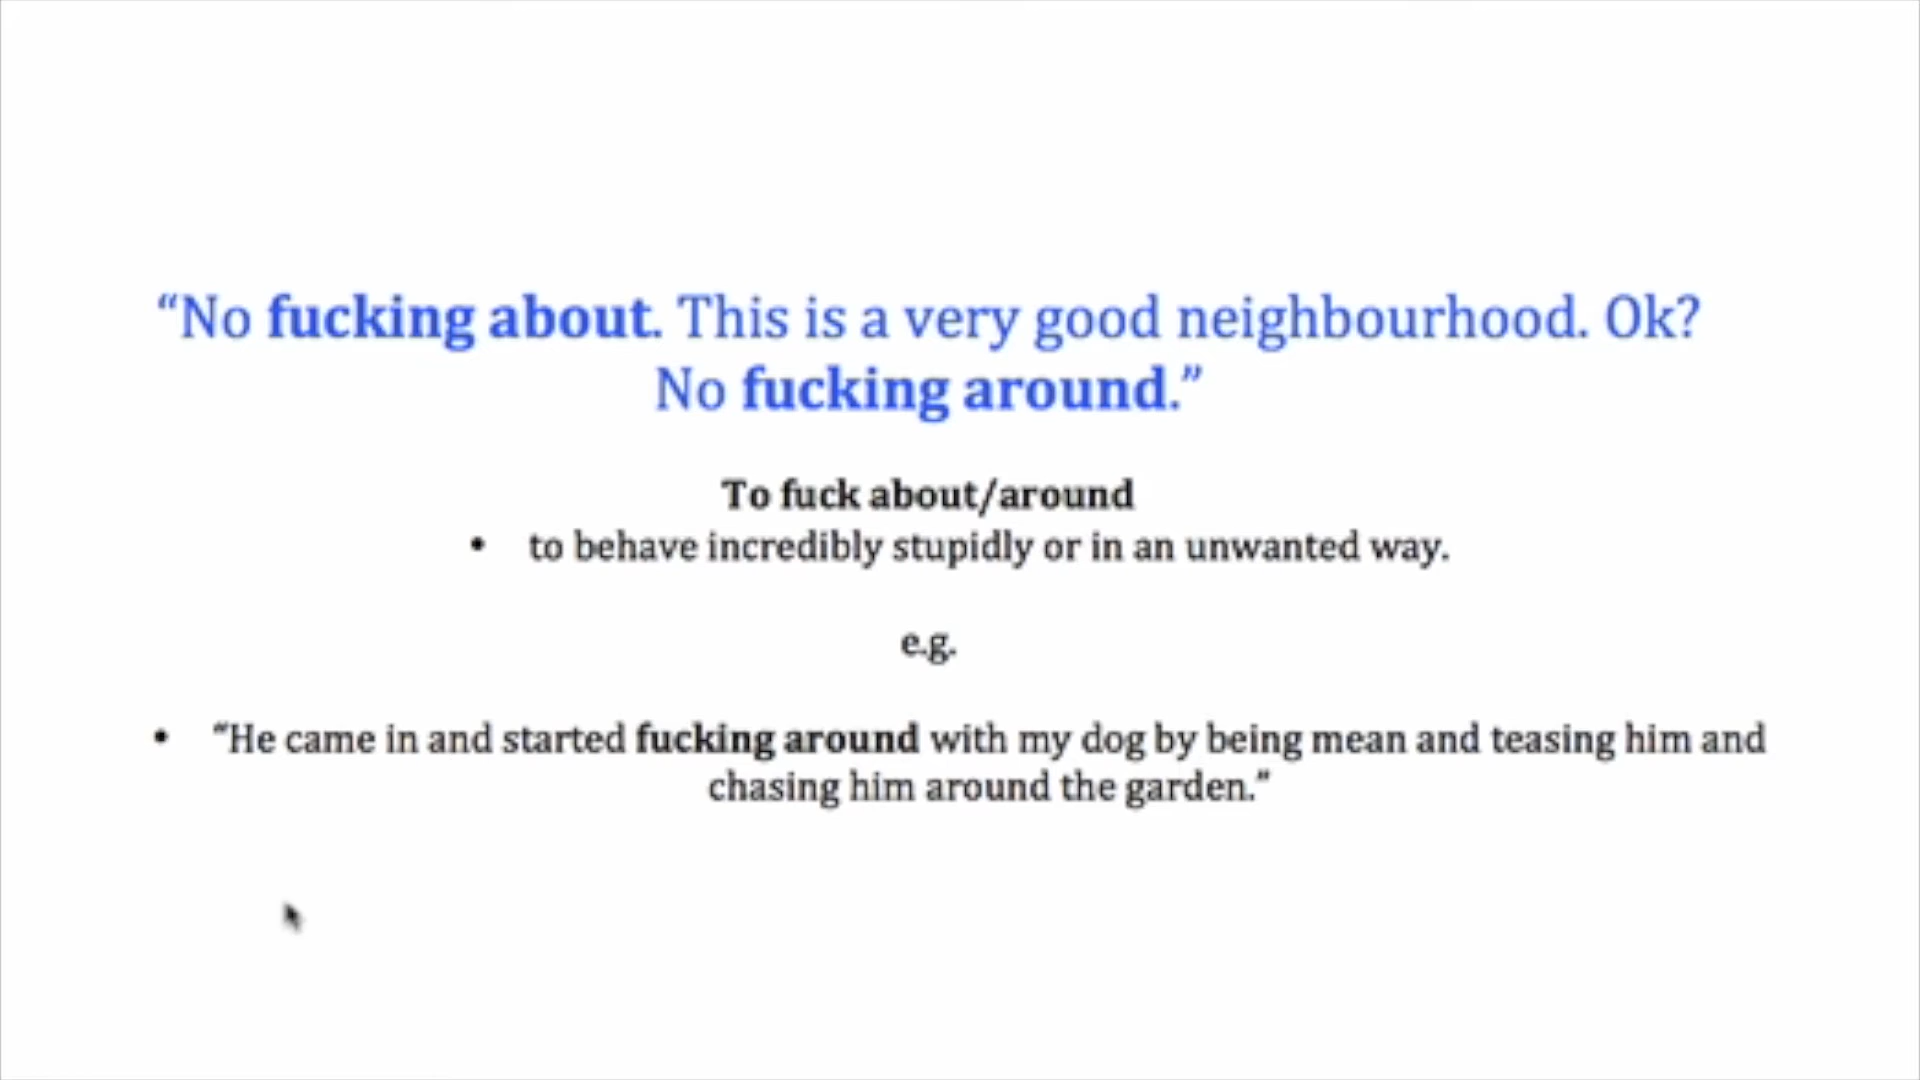 “No fucking about. This is a very good neighbourhood. Ok?
No fucking around.”
To fuck about/around
• to behave incredibly stupidly or in an unwanted way.
e.g.
• “He came in and started fucking around with my dog by being mean and teasing him and
chasing him around the garden.”